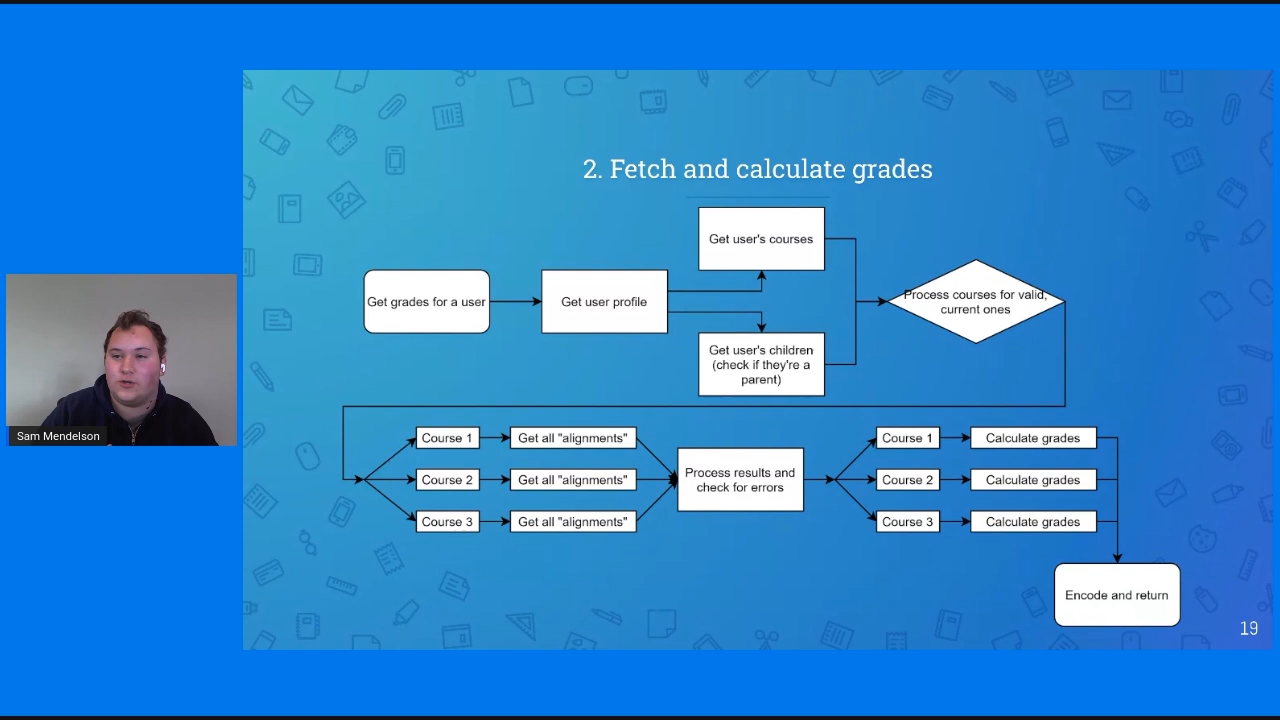 2. Fetch and calculate grades
Get user's courses
Get grades for a user
Get user profile
Process courses for valid,
current ones
Get user's children
(check if they're a
parent)
Sam Mendelson
Course 1
Get all "alignments"
Course 2
Get all "alignments"
Course 3
Get all "alignments"
Process results and
check for errors
Course 1
Calculate grades
Course 2
Calculate grades
Course 3
Calculate grades
Encode and return
19